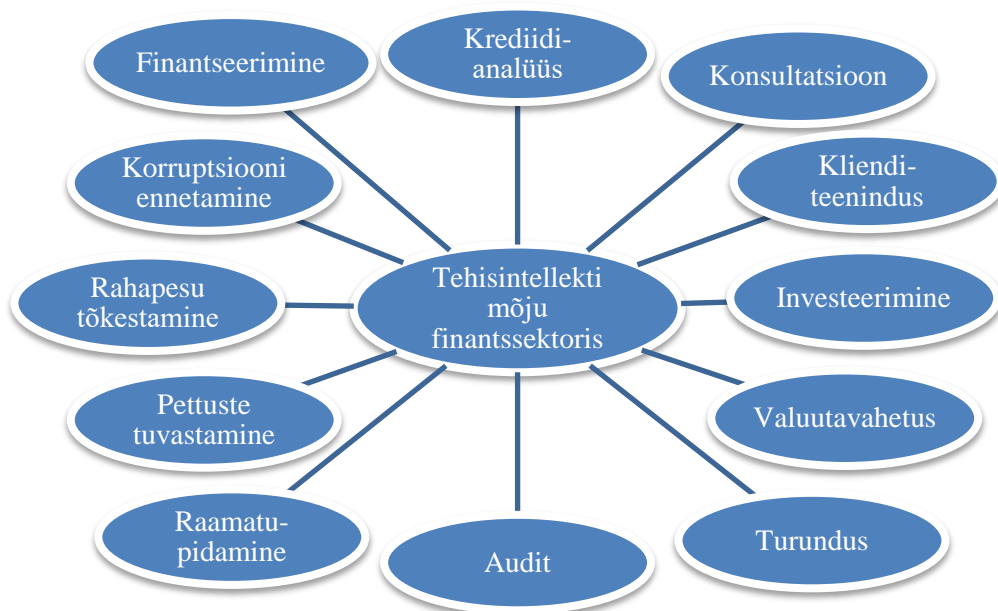 Krediidi-
analüüs
Finantseerimine
Konsultatsioon
Korruptsiooni
ennetamine
Kliendi-
teenindus
Tehisintellekti
mõju
finantssektoris
Rahapesu
tõkestamine
Investeerimine
Pettuste
tuvastamine
Valuutavahetus
Raamatu-
pidamine
Audit
Turundus